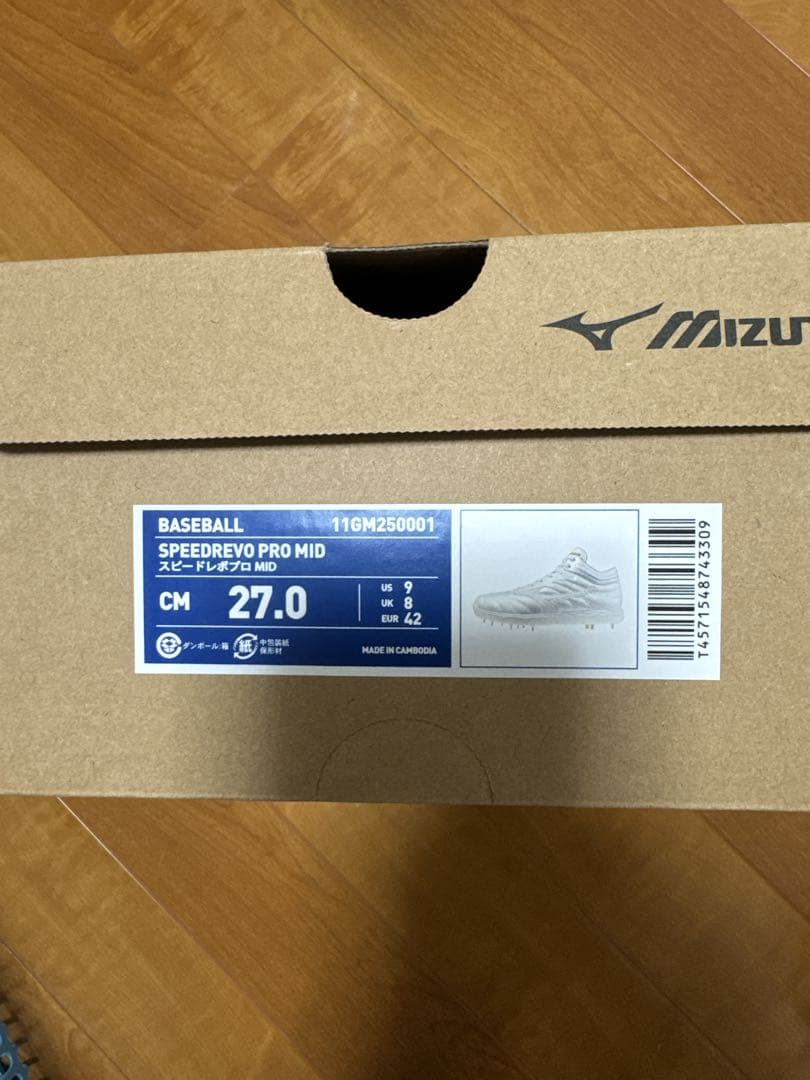 MIZU
BASEBALL 11GM250001
SPEEDREVO PRO MID
スピードレボプロ MID
CM 27.0
US 9
UK 8
EUR 42
ダンボール:箱
紙
中包装紙
保形材
MADE IN CAMBODIA
T4571548743309